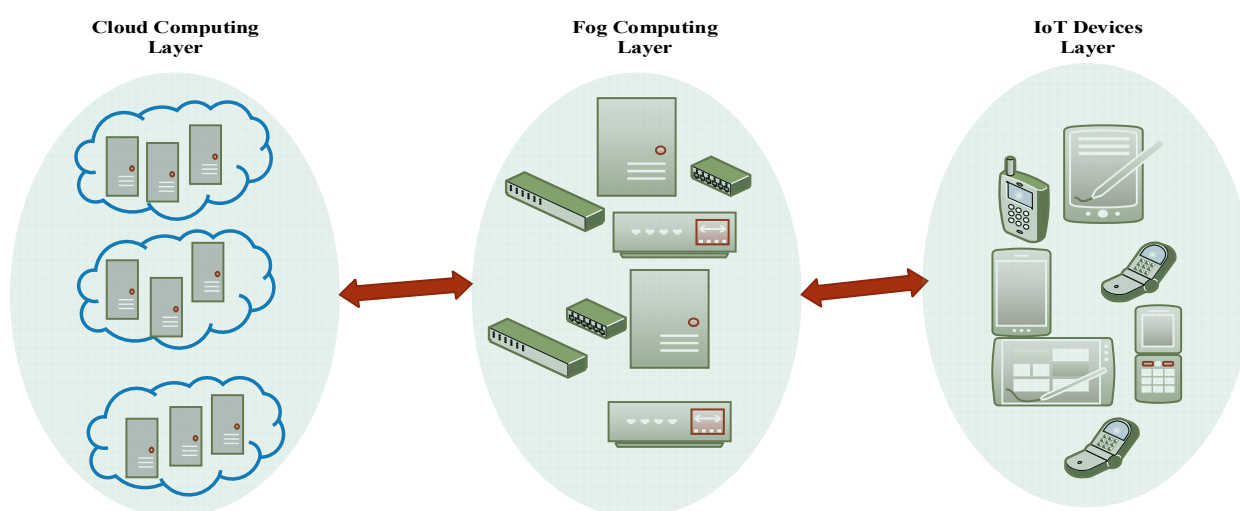 Cloud Computing
Layer
Fog Computing
Layer
IoT Devices
Layer